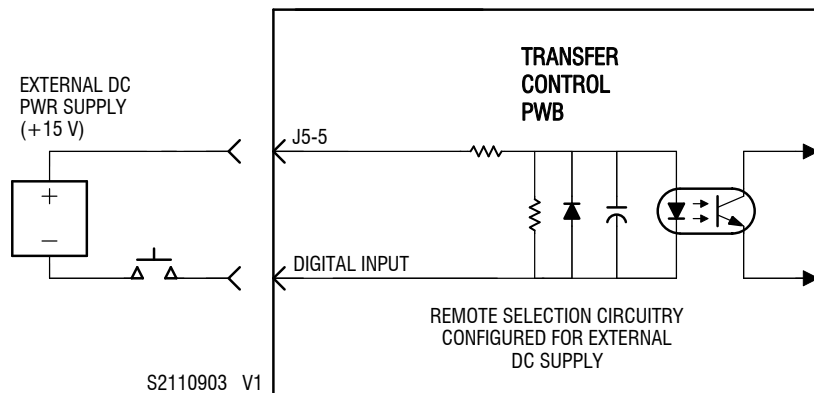 TRANSFER
CONTROL
PWB
EXTERNAL DC
PWR SUPPLY
(+15 V)
J5-5
+
–
DIGITAL INPUT
REMOTE SELECTION CIRCUITRY
CONFIGURED FOR EXTERNAL
DC SUPPLY
S2110903 V1